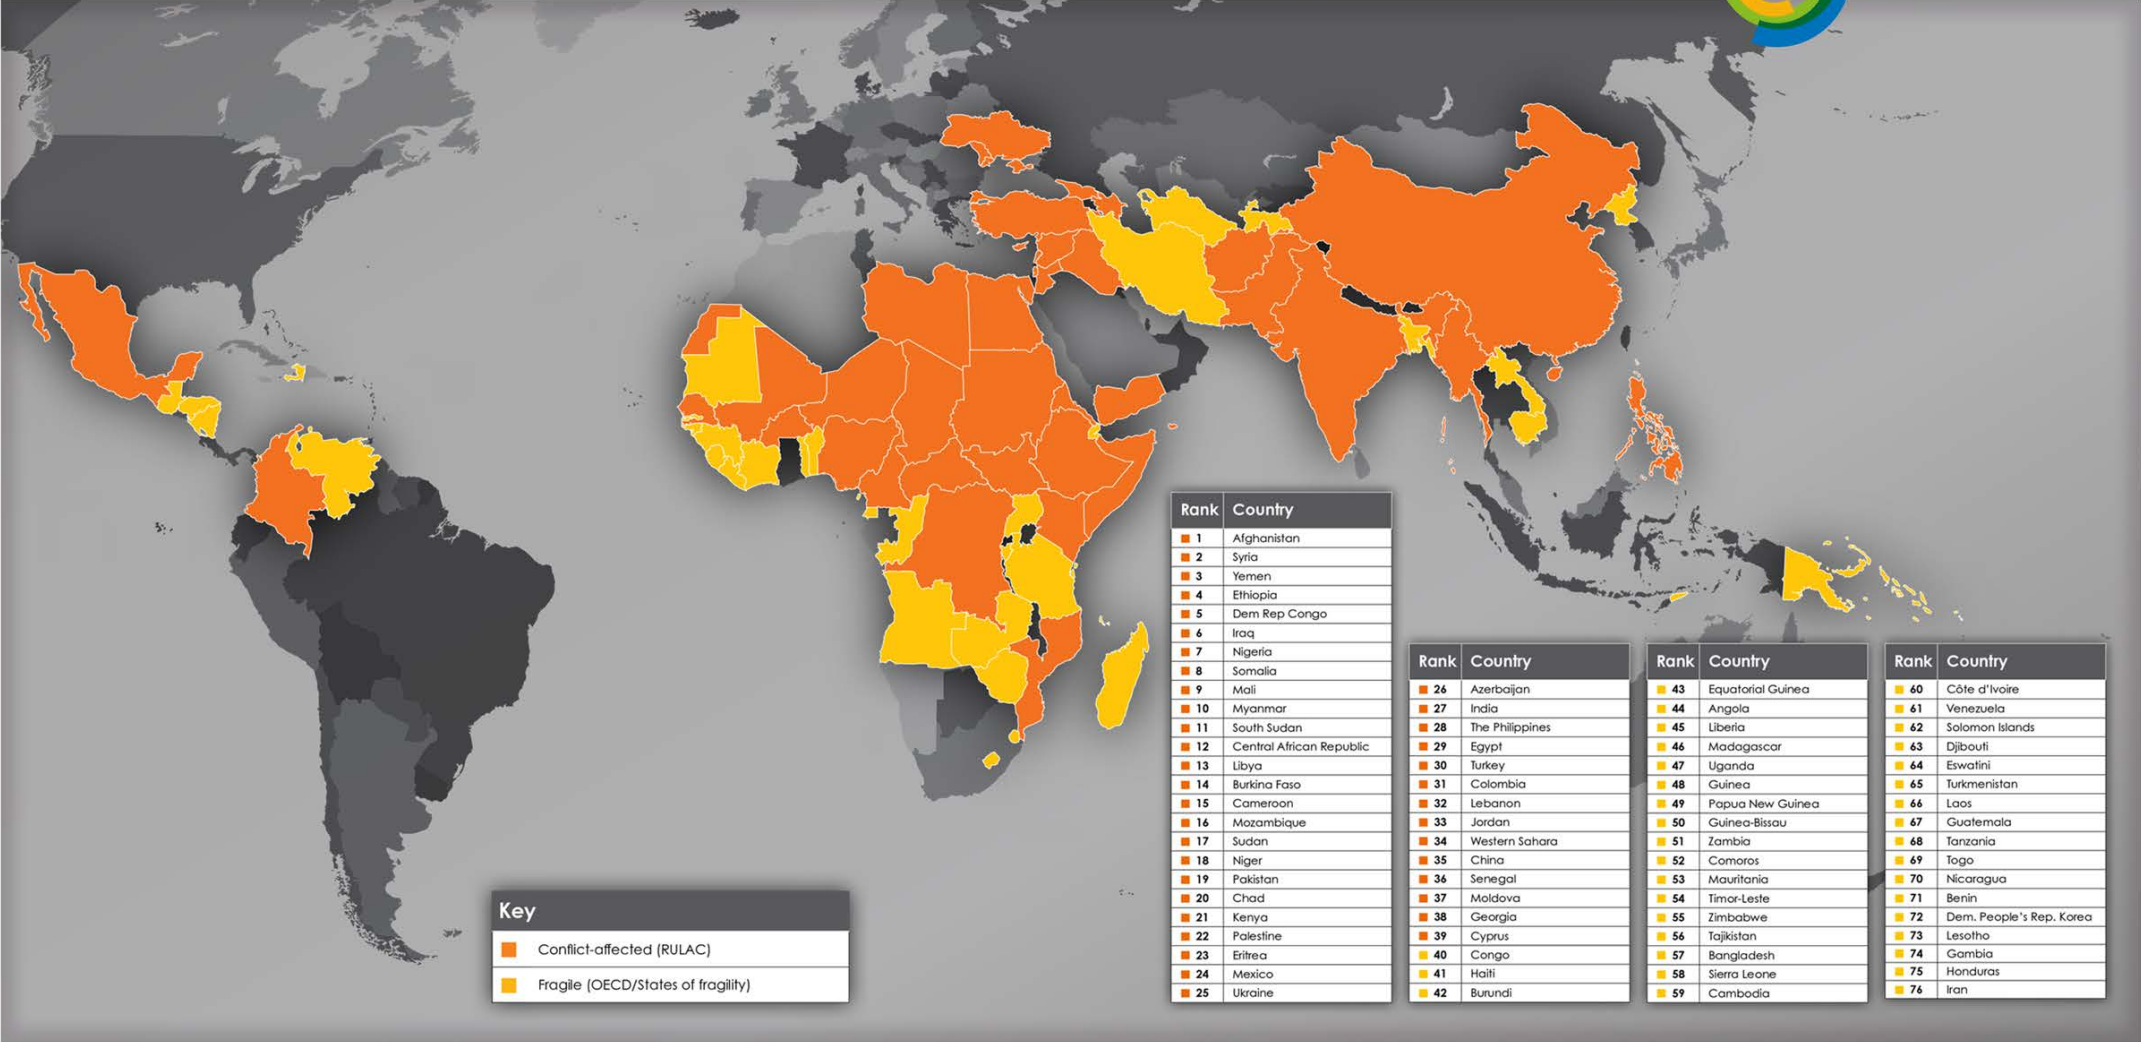 Rank Country
1 Afghanistan
2 Syria
3 Yemen
4 Ethiopia
5 Dem Rep Congo
6 Iraq
7 Nigeria
8 Somalia
9 Mali
10 Myanmar
11 South Sudan
12 Central African Republic
13 Libya
14 Burkina Faso
15 Cameroon
16 Mozambique
17 Sudan
18 Niger
19 Pakistan
20 Chad
21 Kenya
22 Palestine
23 Eritrea
24 Mexico
25 Ukraine
Rank Country
26 Azerbaijan
27 India
28 The Philippines
29 Egypt
30 Turkey
31 Colombia
32 Lebanon
33 Jordan
34 Western Sahara
35 China
36 Senegal
37 Moldova
38 Georgia
39 Cyprus
40 Congo
41 Haiti
42 Burundi
Rank Country
43 Equatorial Guinea
44 Angola
45 Liberia
46 Madagascar
47 Uganda
48 Guinea
49 Papua New Guinea
50 Guinea-Bissau
51 Zambia
52 Comoros
53 Mauritania
54 Timor-Leste
55 Zimbabwe
56 Tajikistan
57 Bangladesh
58 Sierra Leone
59 Cambodia
Rank Country
60 Côte d'Ivoire
61 Venezuela
62 Solomon Islands
63 Djibouti
64 Eswatini
65 Turkmenistan
66 Laos
67 Guatemala
68 Tanzania
69 Togo
70 Nicaragua
71 Benin
72 Dem. People's Rep. Korea
73 Lesotho
74 Gambia
75 Honduras
76 Iran
Key
Conflict-affected (RULAC)
Fragile (OECD/States of fragility)